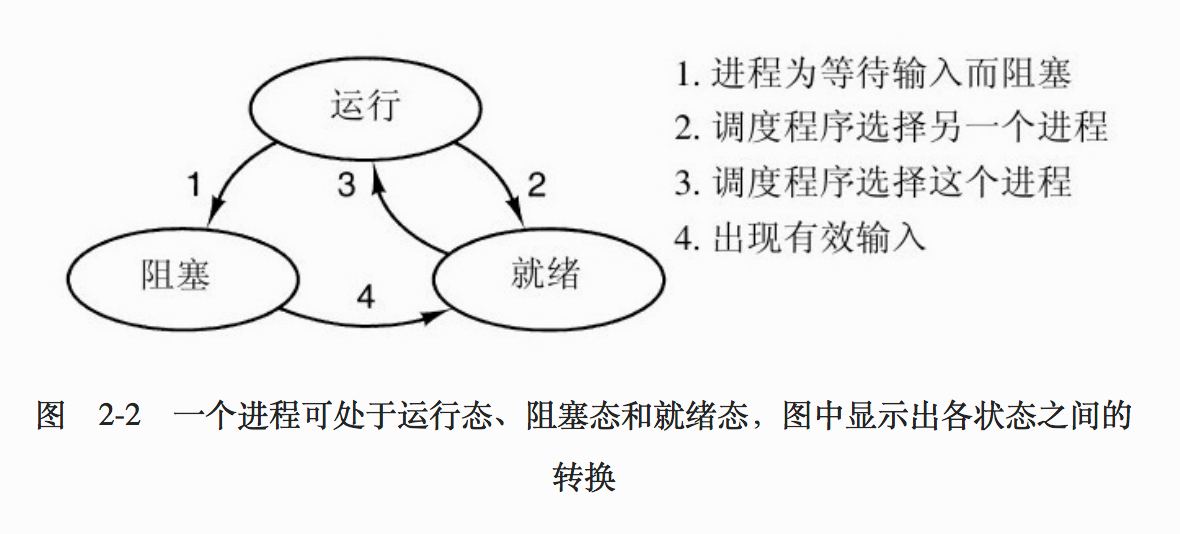 运行
1. 进程为等待输入而阻塞
2. 调度程序选择另一个进程
3. 调度程序选择这个进程
4. 出现有效输入
1
3
2
阻塞
就绪
4
图 2-2 一个进程可处于运行态、阻塞态和就绪态，图中显示出各状态之间的
转换